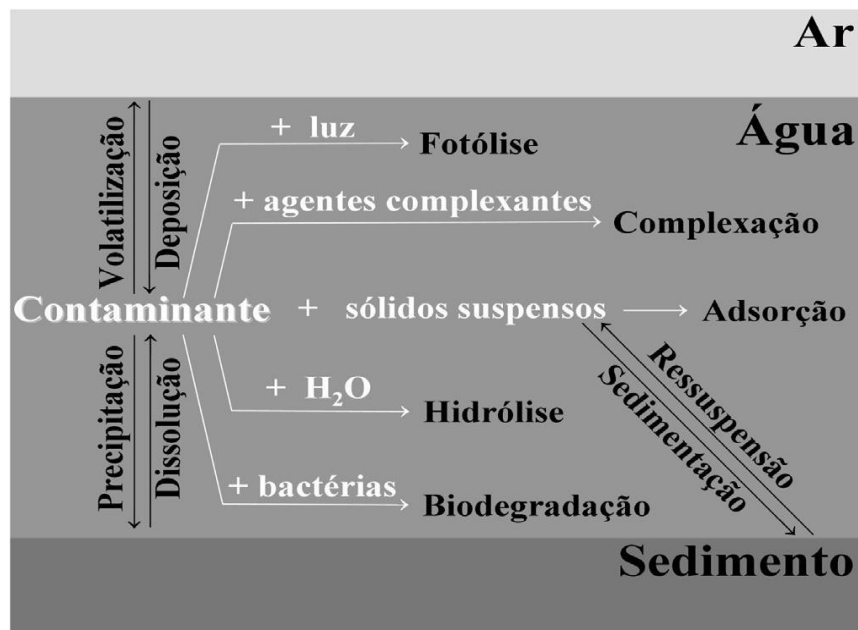 Ar
Água
+ luz
Fotólise
+ agentes complexantes
Complexação
Volatilização
Deposição
Contaminante + sólidos suspensos
Adsorção
Precipitação
Dissolução
+ H₂O
Hidrólise
+ bactérias
Biodegradação
Ressuspensão
Sedimentação
Sedimento